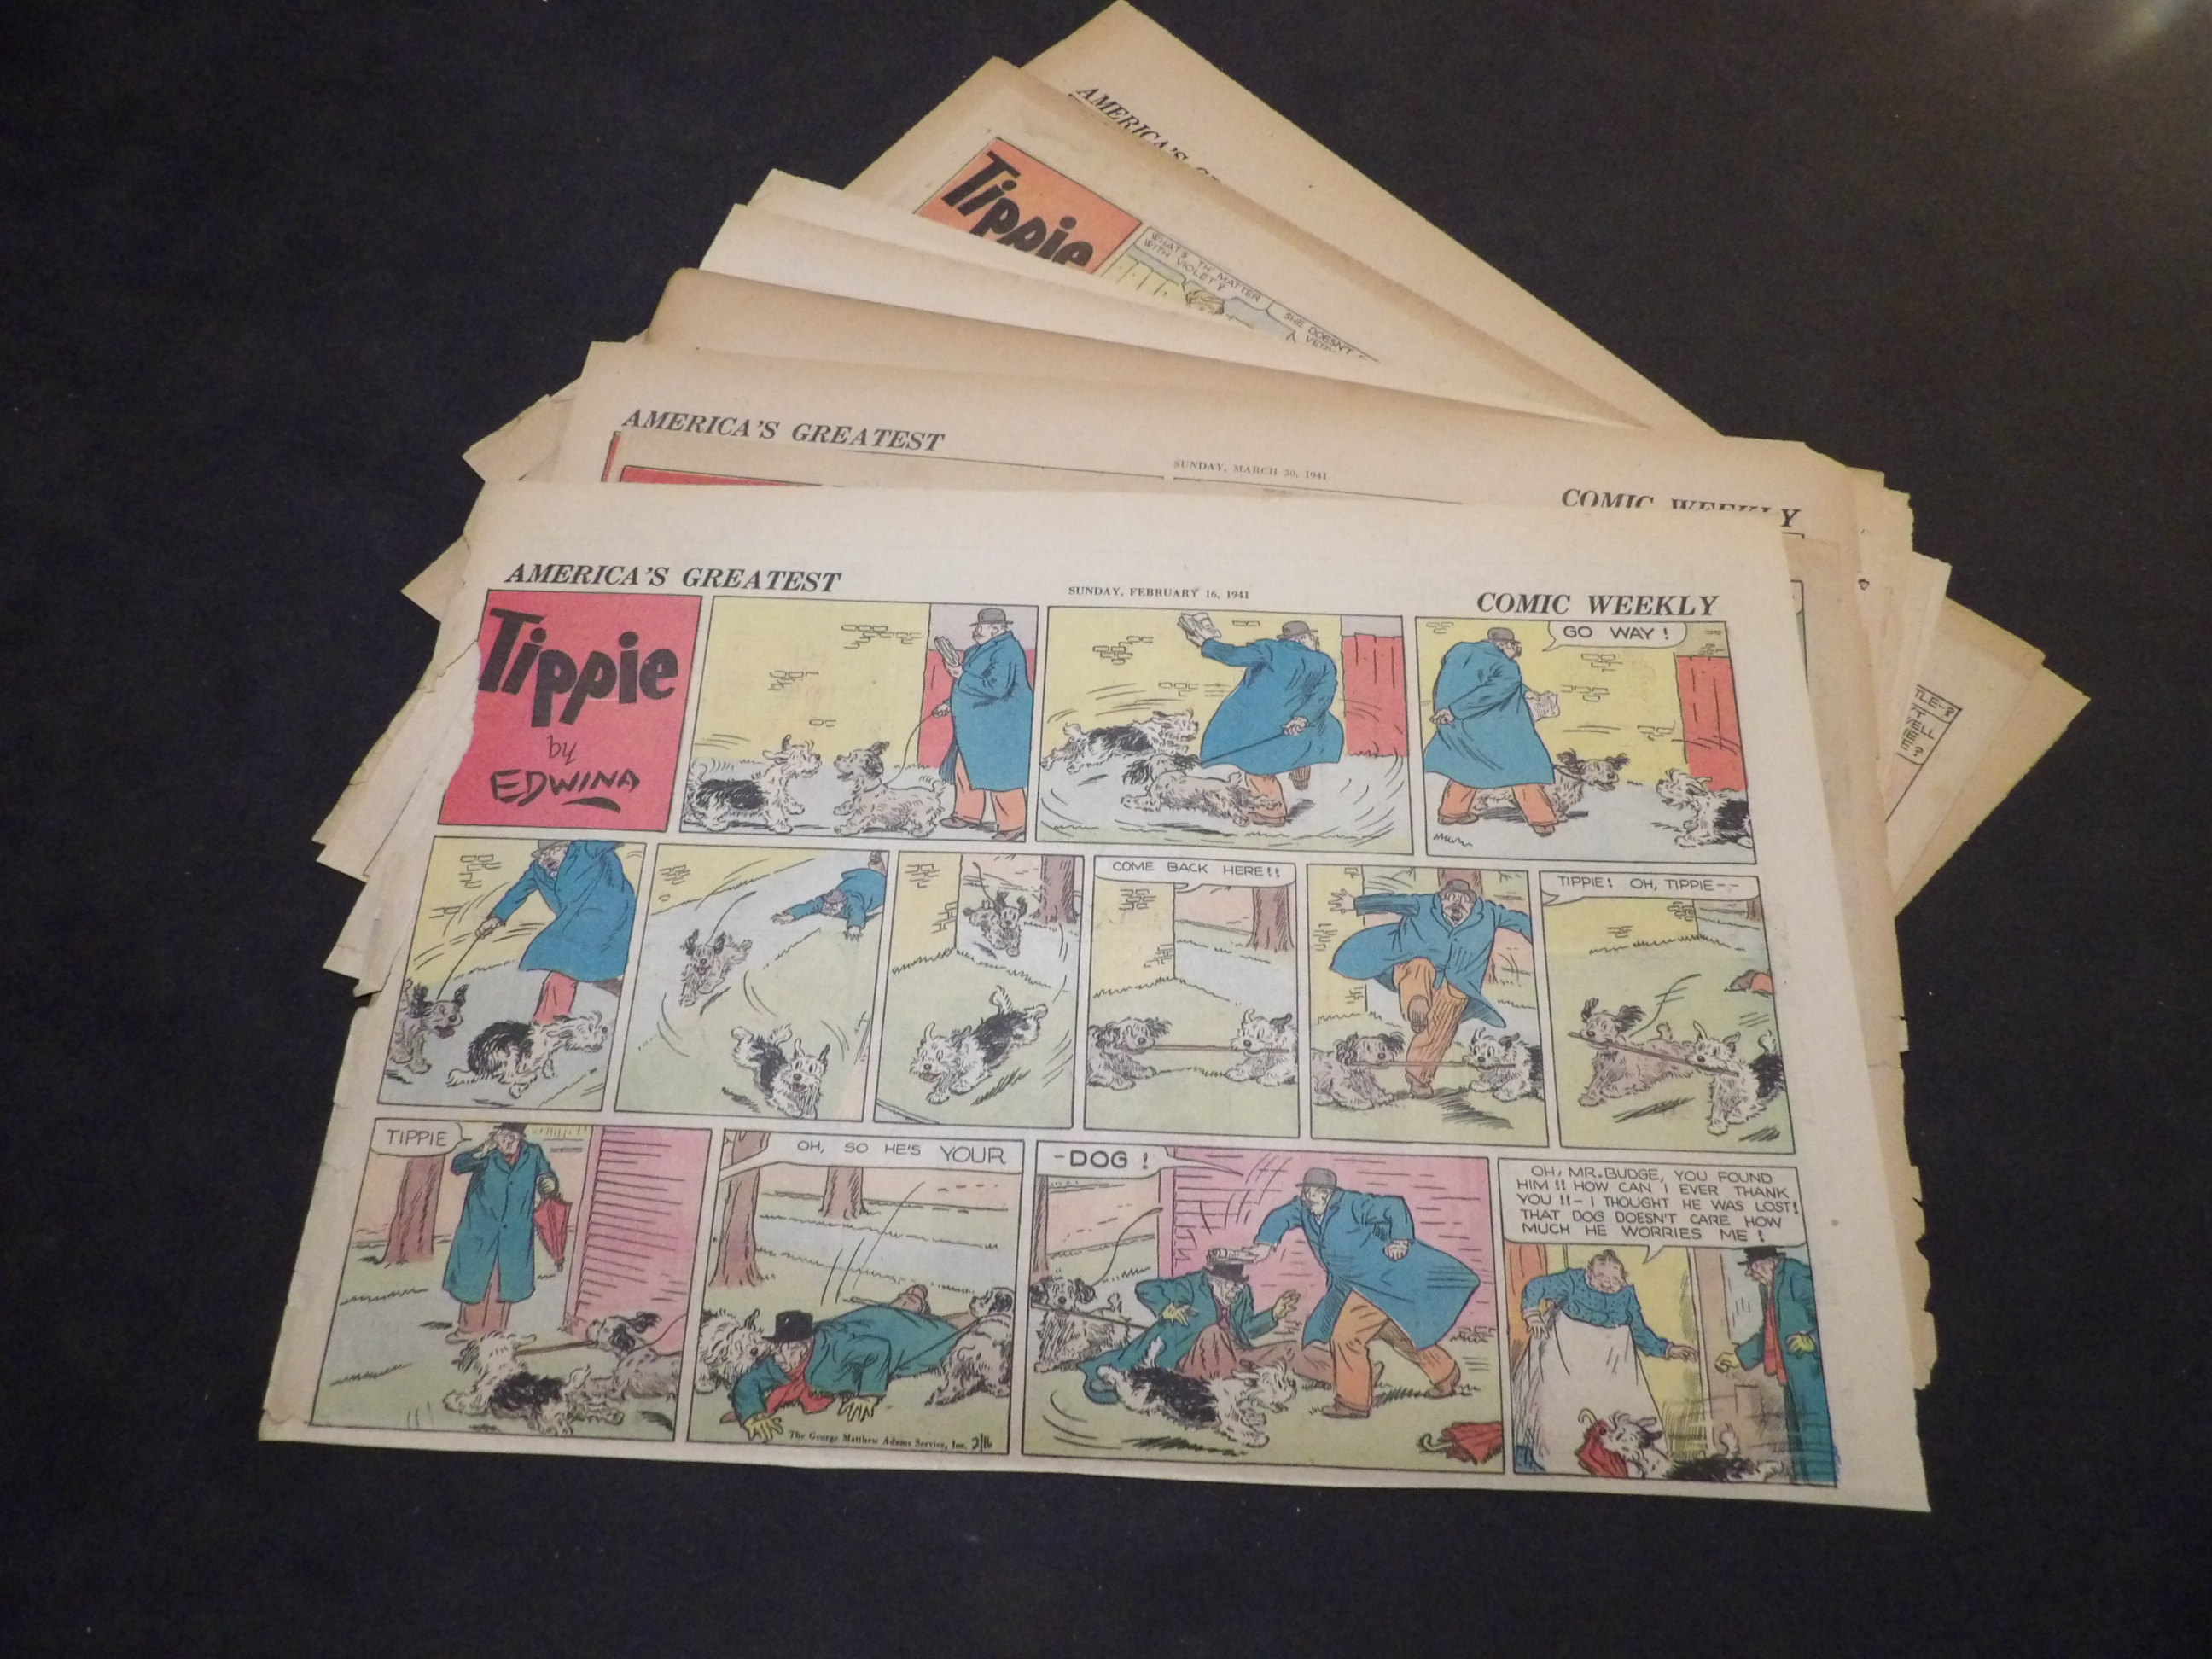 AMERICA'S
Tippie
WHAT'S TH MATTER
WITH VIOLET?
SHE DOESN'T
AMERICA'S GREATEST
SUNDAY, MARCH 30, 1941
COMIC WEEKLY
TLE-?
'T
YELL
E?
AMERICA'S GREATEST
SUNDAY, FEBRUARY 16, 1941
COMIC WEEKLY
Tippie
by
EDWINA
GO WAY!
COME BACK HERE!!
TIPPIE! OH, TIPPIE---
TIPPIE
OH, SO HE'S YOUR
The George Matthew Adams Service, Inc. 2/16
-DOG!
OH, MR. BUDGE, YOU FOUND
HIM!! HOW CAN I EVER THANK
YOU!!-I THOUGHT HE WAS LOST!
THAT DOG DOESN'T CARE HOW
MUCH HE WORRIES ME!